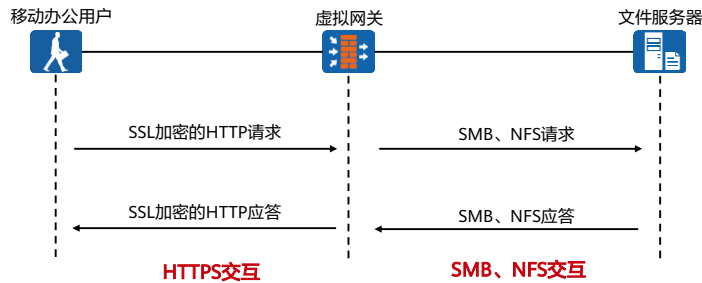 移动办公用户
虚拟网关
文件服务器
SSL加密的HTTP请求
SMB、NFS请求
SSL加密的HTTP应答
SMB、NFS应答
HTTPS交互
SMB、NFS交互